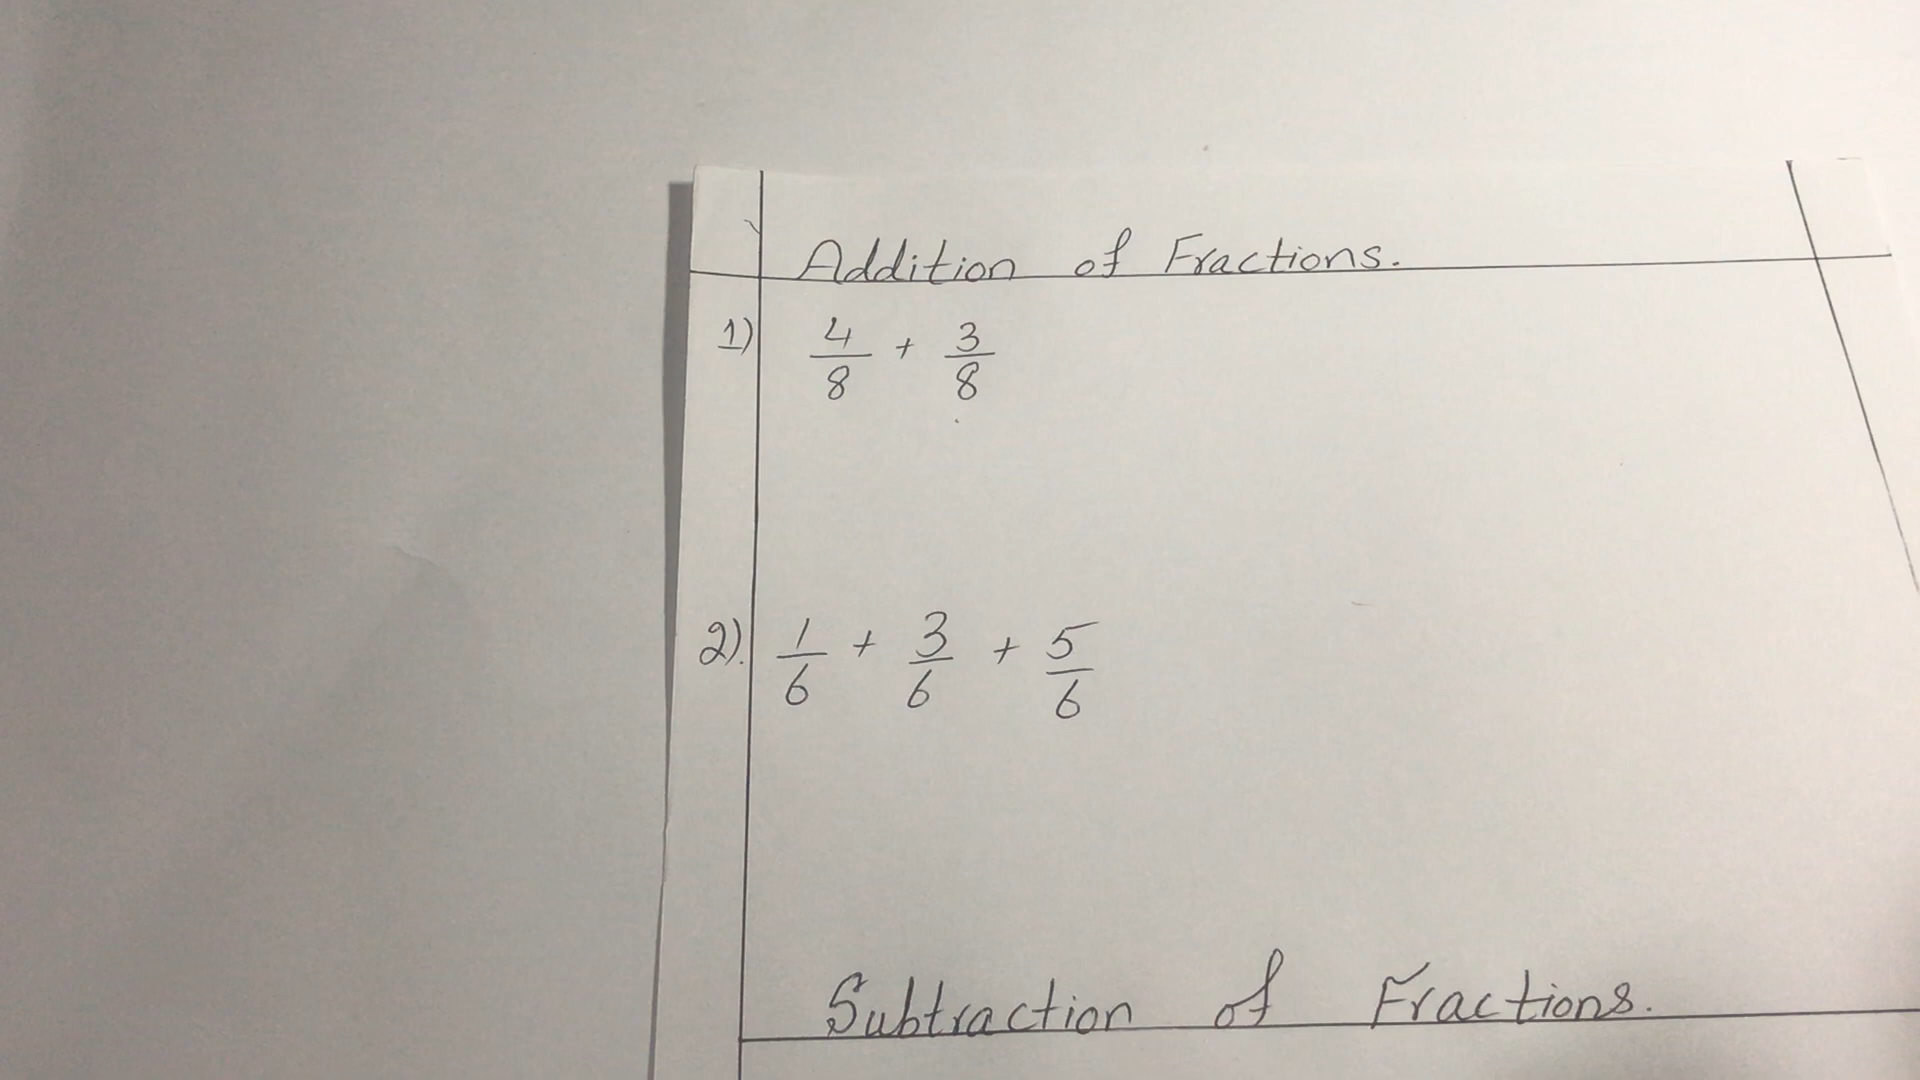 Addition of Fractions.
1) 4/8 + 3/8
2). 1/6 + 3/6 + 5/6
Subtraction of Fractions.